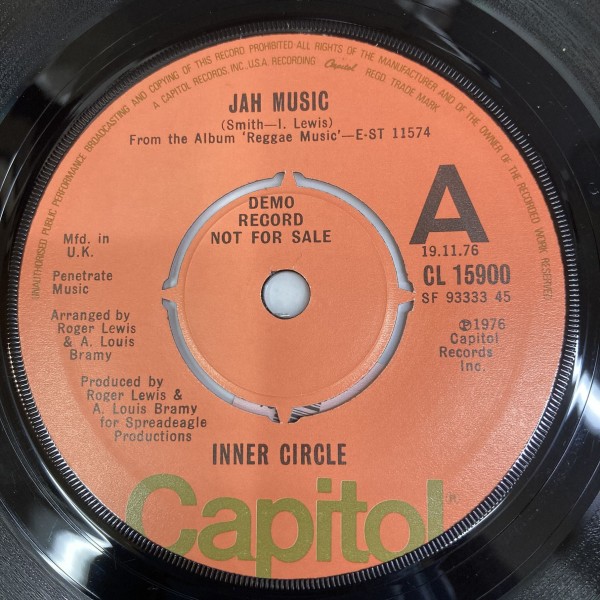 UNAUTHORISED PUBLIC PERFORMANCE BROADCASTING AND COPYING OF THIS RECORD PROHIBITED ALL RIGHTS OF THE MANUFACTURER AND OF THE OWNER OF THE RECORDED WORK RESERVED
A CAPITOL RECORDS, INC., U.S.A. RECORDING Capitol REGD. TRADE MARK
JAH MUSIC
(Smith—I. Lewis)
From the Album 'Reggae Music'—E-ST 11574
DEMO
RECORD
NOT FOR SALE
A
19.11.76
CL 15900
SF 93333 45
Mfd. in
U.K.
Penetrate
Music
Arranged by
Roger Lewis
& A. Louis
Bramy
Produced by
Roger Lewis &
A. Louis Bramy
for Spreadeagle
Productions
℗1976
Capitol
Records
Inc.
INNER CIRCLE
Capitol